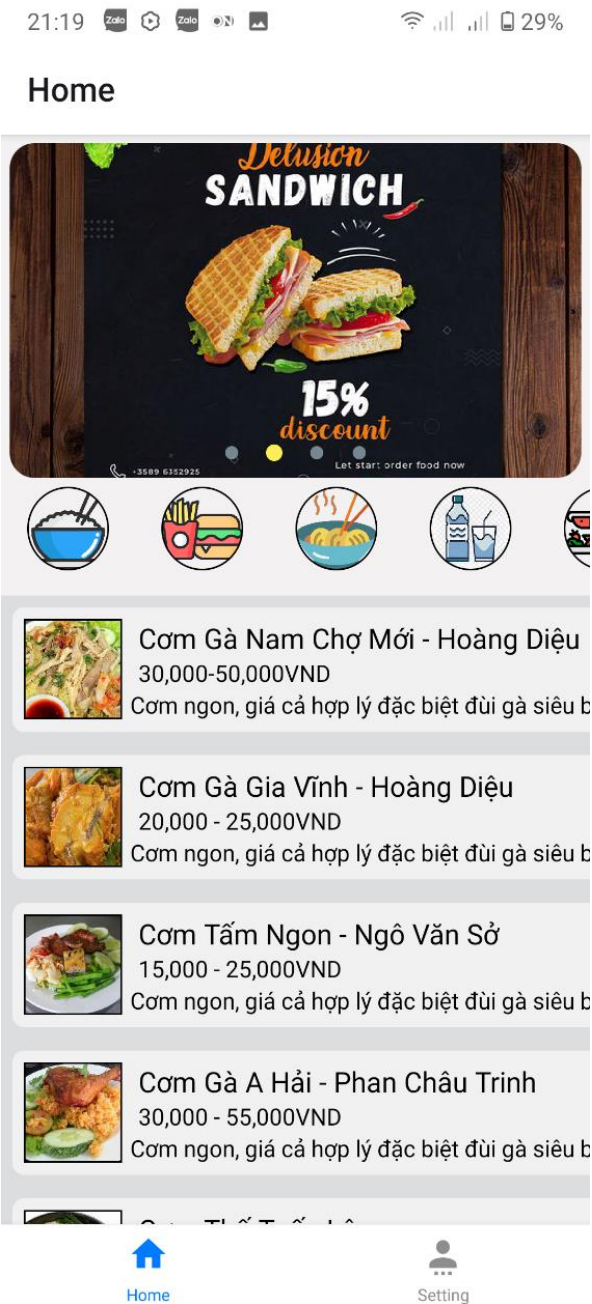 21:19 Zalo Zalo 29%
Home
Delusion
SANDWICH
15%
discount
+3589 6352925
Let start order food now
Cơm Gà Nam Chợ Mới - Hoàng Diệu
30,000-50,000VND
Cơm ngon, giá cả hợp lý đặc biệt đùi gà siêu b
Cơm Gà Gia Vĩnh - Hoàng Diệu
20,000 - 25,000VND
Cơm ngon, giá cả hợp lý đặc biệt đùi gà siêu b
Cơm Tấm Ngon - Ngô Văn Sở
15,000 - 25,000VND
Cơm ngon, giá cả hợp lý đặc biệt đùi gà siêu b
Cơm Gà A Hải - Phan Châu Trinh
30,000 - 55,000VND
Cơm ngon, giá cả hợp lý đặc biệt đùi gà siêu b
Home
Setting